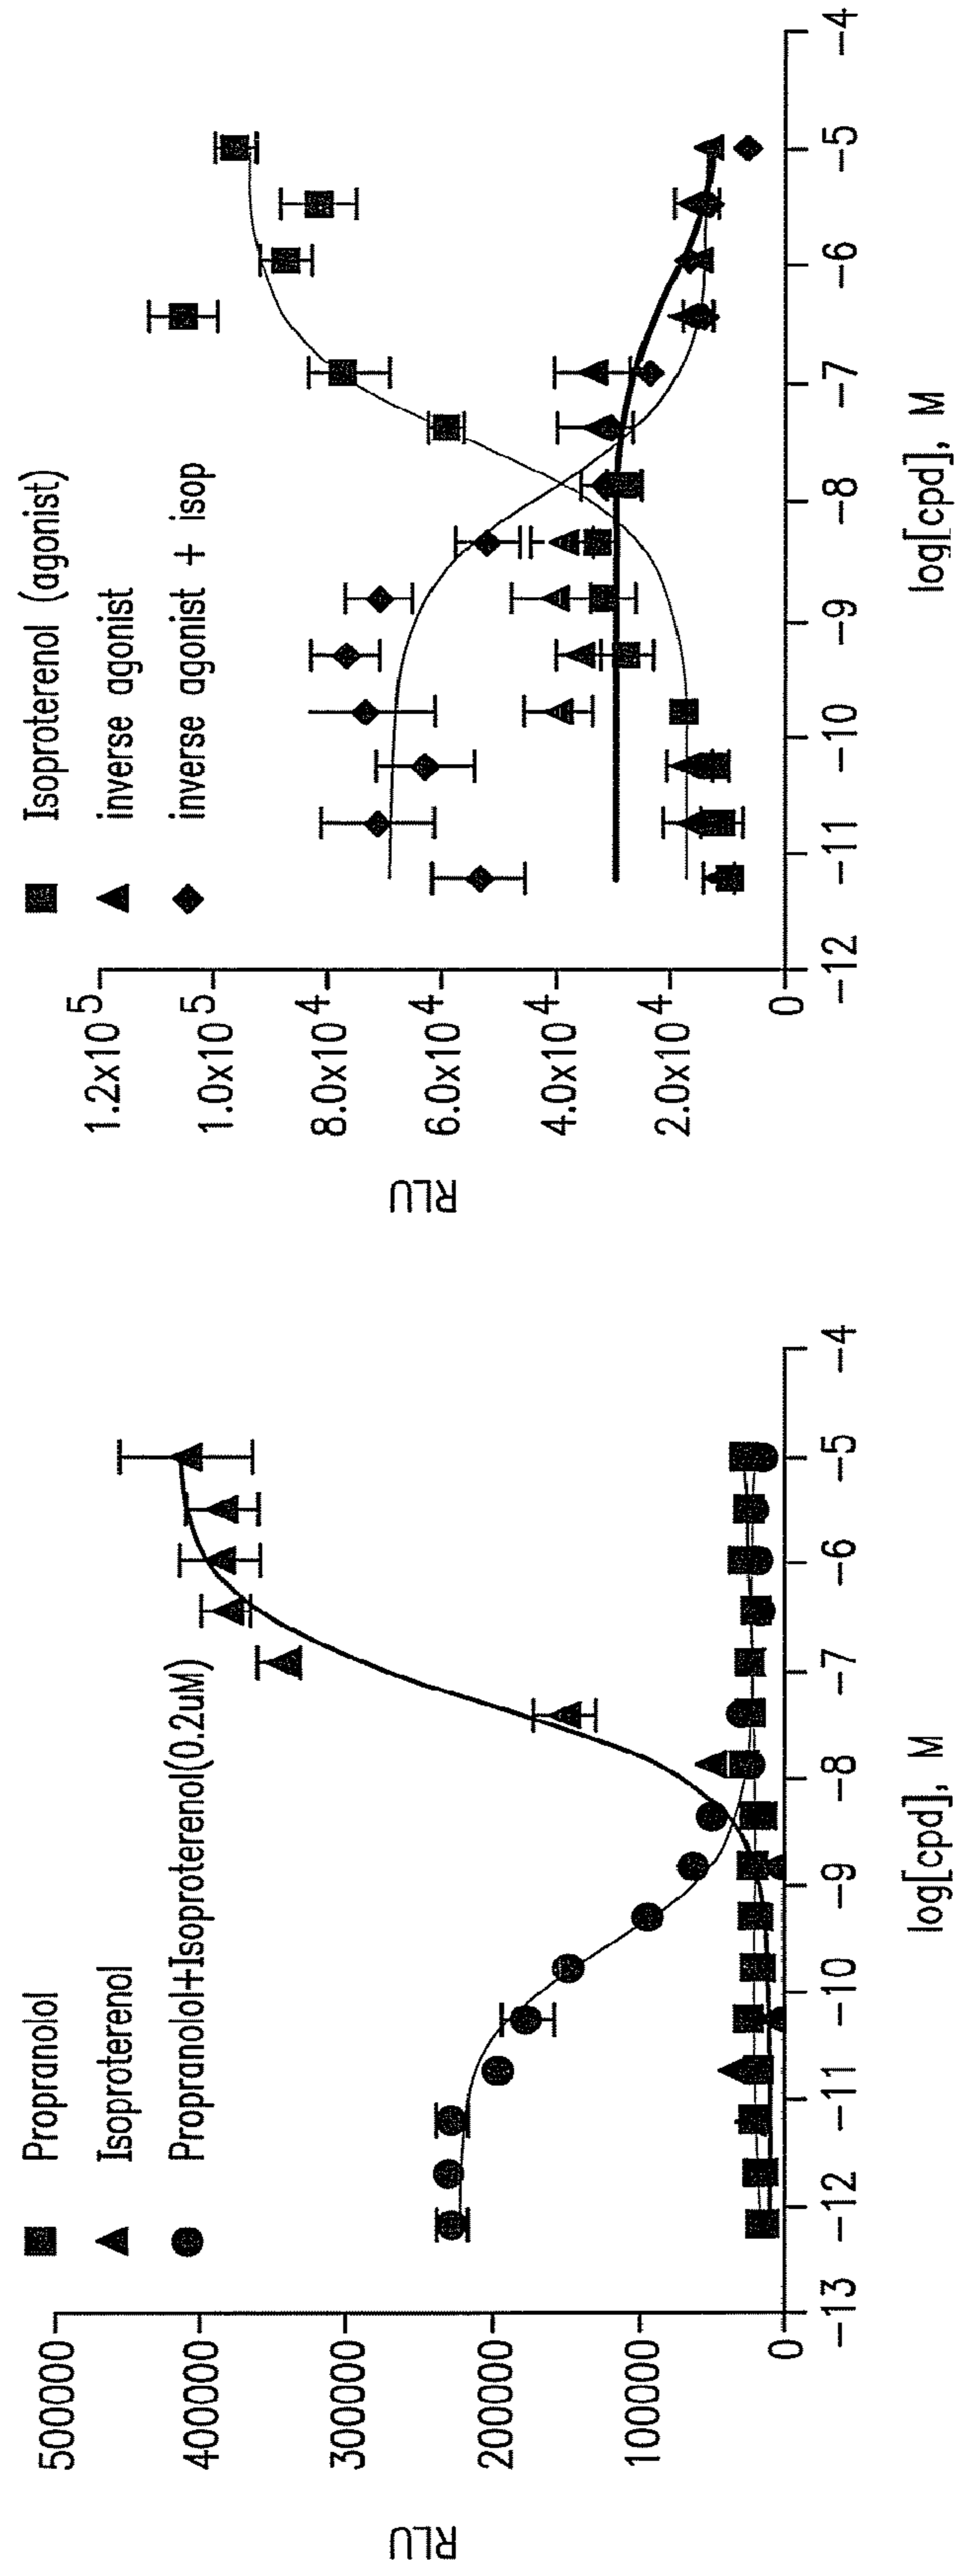 500000
400000
300000
200000
100000
0
RLU
Propranolol
Isoproterenol
Propranolol+Isoproterenol(0.2uM)
−13 −12 −11 −10 −9 −8 −7 −6 −5 −4
log[cpd], M
1.2x10 5
1.0x10 5
8.0x10 4
6.0x10 4
4.0x10 4
2.0x10 4
0
RLU
Isoproterenol (agonist)
inverse agonist
inverse agonist + isop
−12 −11 −10 −9 −8 −7 −6 −5 −4
log[cpd], M